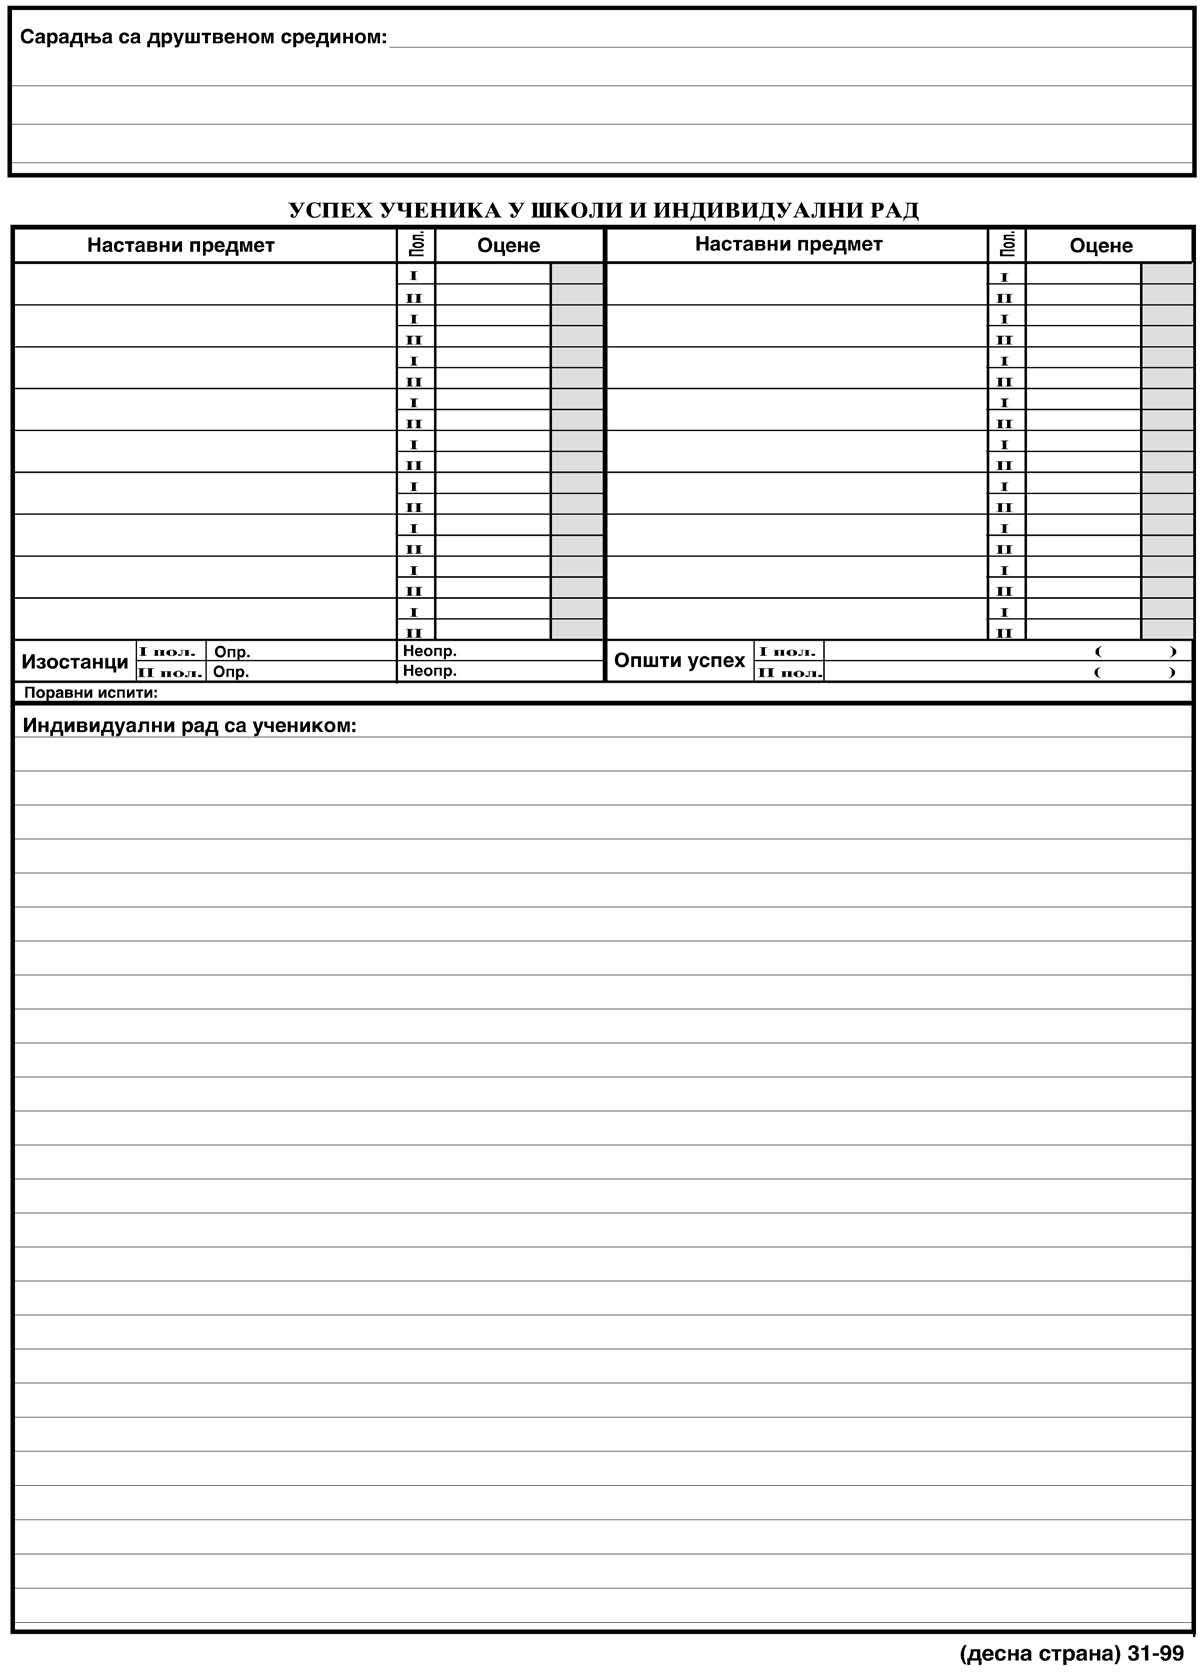 Сарадња са друштвеном средином:
УСПЕХ УЧЕНИКА У ШКОЛИ И ИНДИВИДУАЛНИ РАД
Наставни предмет Пол. Оцене Наставни предмет Пол. Оцене
I I
II II
I I
II II
I I
II II
I I
II II
I I
II II
I I
II II
I I
II II
I I
II II
I I
II II
Изостанци I пол. Опр. Неопр. Општи успех I пол. ( )
II пол. Опр. Неопр. II пол. ( )
Поравни испити:
Индивидуални рад са учеником:
(десна страна) 31-99